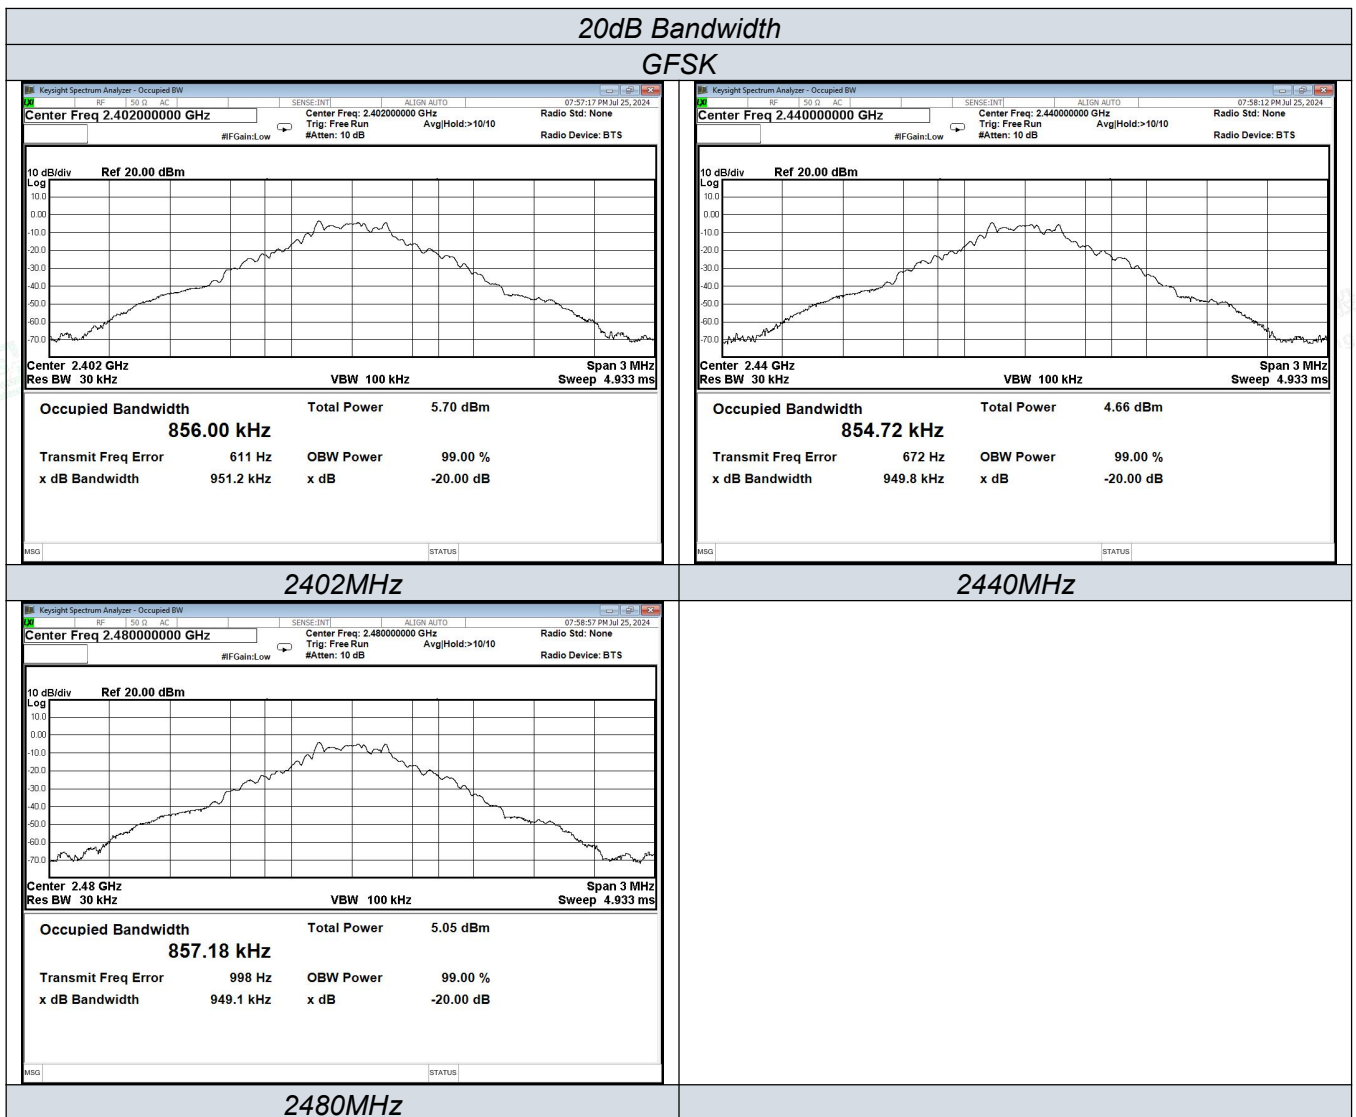 20dB Bandwidth
GFSK
Keysight Spectrum Analyzer - Occupied BW
LXI RF 50 Ω AC SENSE:INT ALIGN AUTO 07:57:17 PM Jul 25, 2024
Center Freq 2.402000000 GHz Center Freq: 2.402000000 GHz Radio Std: None
Trig: Free Run Avg|Hold:>10/10
#IFGain:Low #Atten: 10 dB Radio Device: BTS
10 dB/div Ref 20.00 dBm
Log
10.0
0.00
-10.0
-20.0
-30.0
-40.0
-50.0
-60.0
-70.0
Center 2.402 GHz Span 3 MHz
Res BW 30 kHz VBW 100 kHz Sweep 4.933 ms
Occupied Bandwidth Total Power 5.70 dBm
856.00 kHz
Transmit Freq Error 611 Hz OBW Power 99.00 %
x dB Bandwidth 951.2 kHz x dB -20.00 dB
MSG STATUS
Keysight Spectrum Analyzer - Occupied BW
LXI RF 50 Ω AC SENSE:INT ALIGN AUTO 07:58:12 PM Jul 25, 2024
Center Freq 2.440000000 GHz Center Freq: 2.440000000 GHz Radio Std: None
Trig: Free Run Avg|Hold:>10/10
#IFGain:Low #Atten: 10 dB Radio Device: BTS
10 dB/div Ref 20.00 dBm
Log
10.0
0.00
-10.0
-20.0
-30.0
-40.0
-50.0
-60.0
-70.0
Center 2.44 GHz Span 3 MHz
Res BW 30 kHz VBW 100 kHz Sweep 4.933 ms
Occupied Bandwidth Total Power 4.66 dBm
854.72 kHz
Transmit Freq Error 672 Hz OBW Power 99.00 %
x dB Bandwidth 949.8 kHz x dB -20.00 dB
MSG STATUS
2402MHz 2440MHz
Keysight Spectrum Analyzer - Occupied BW
LXI RF 50 Ω AC SENSE:INT ALIGN AUTO 07:58:57 PM Jul 25, 2024
Center Freq 2.480000000 GHz Center Freq: 2.480000000 GHz Radio Std: None
Trig: Free Run Avg|Hold:>10/10
#IFGain:Low #Atten: 10 dB Radio Device: BTS
10 dB/div Ref 20.00 dBm
Log
10.0
0.00
-10.0
-20.0
-30.0
-40.0
-50.0
-60.0
-70.0
Center 2.48 GHz Span 3 MHz
Res BW 30 kHz VBW 100 kHz Sweep 4.933 ms
Occupied Bandwidth Total Power 5.05 dBm
857.18 kHz
Transmit Freq Error 998 Hz OBW Power 99.00 %
x dB Bandwidth 949.1 kHz x dB -20.00 dB
MSG STATUS
2480MHz